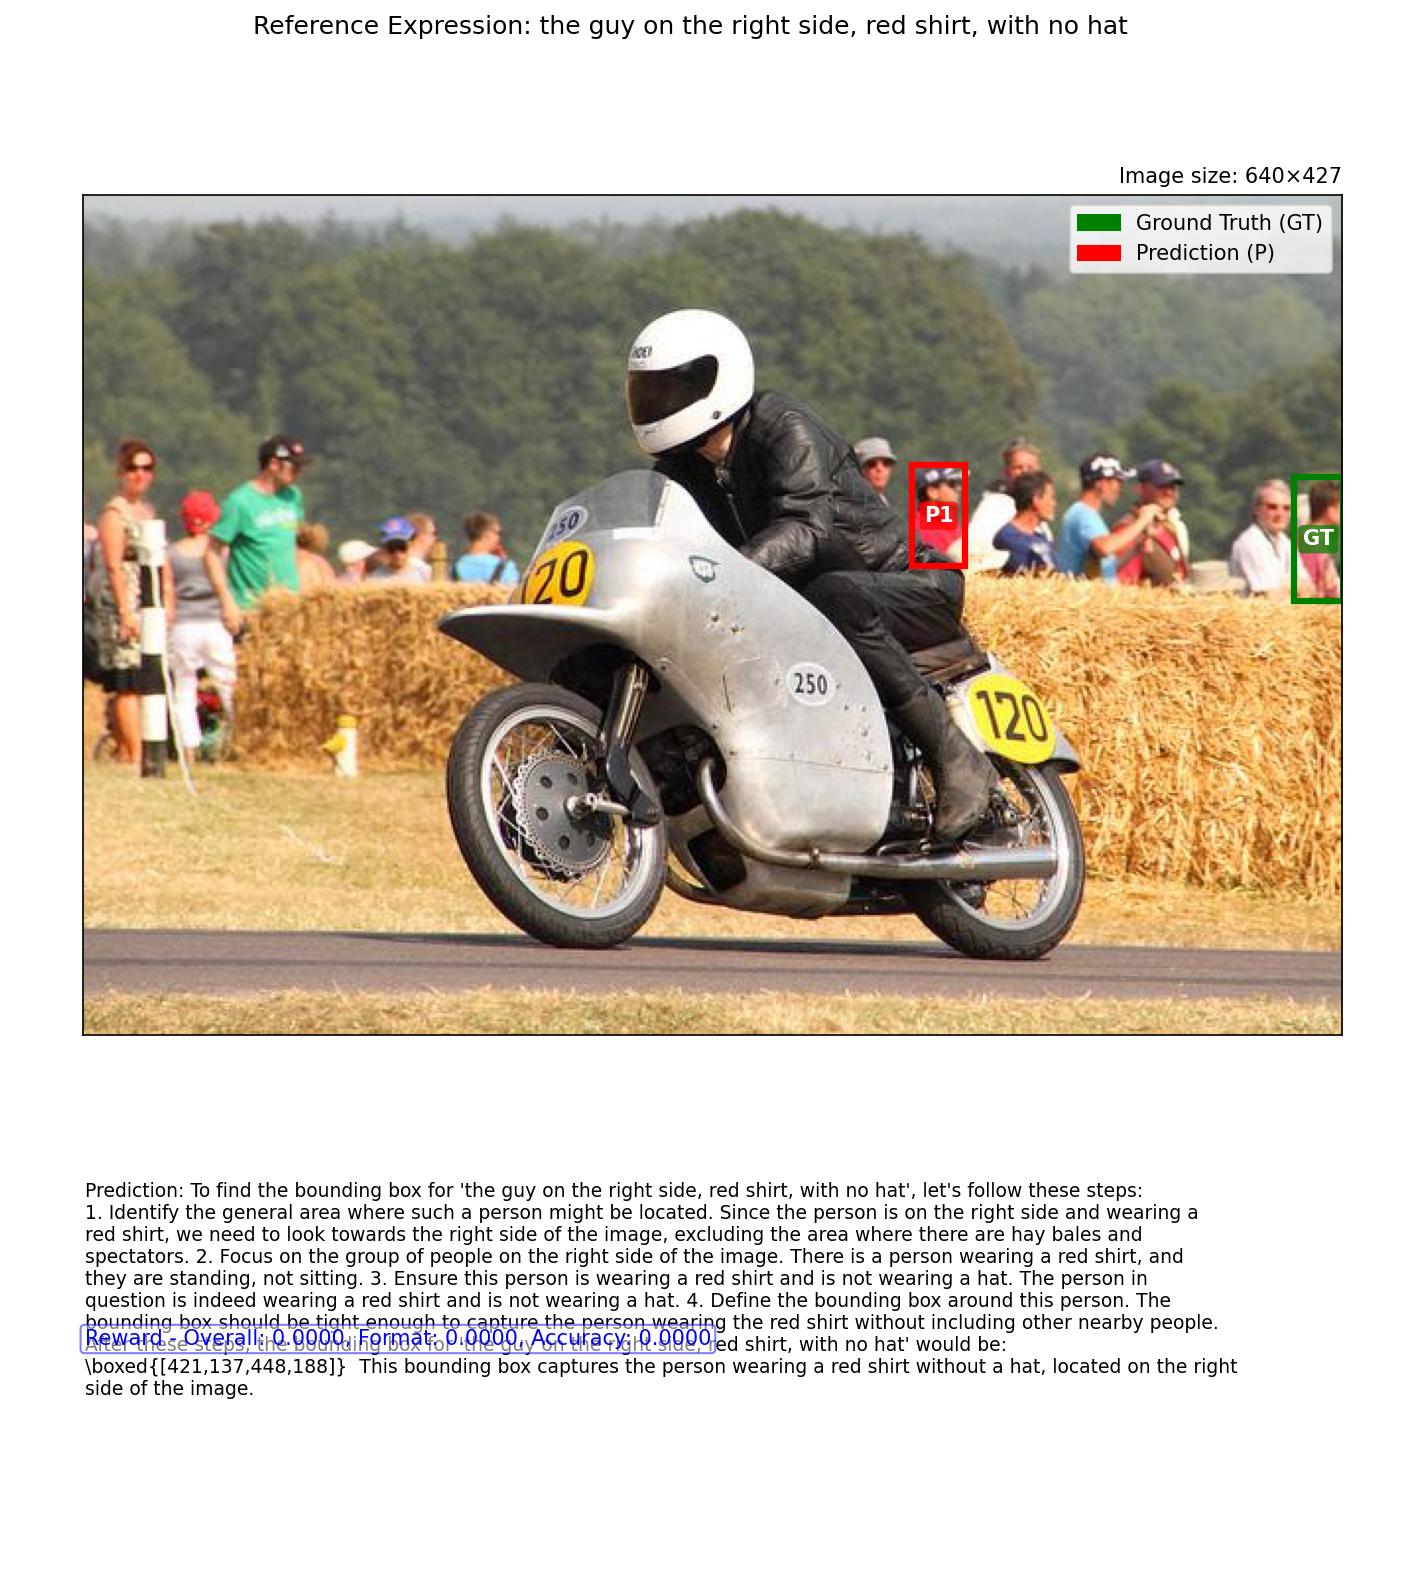 Reference Expression: the guy on the right side, red shirt, with no hat
Image size: 640×427
Ground Truth (GT)
Prediction (P)
250
120
P1
GT
250
120
Prediction: To find the bounding box for 'the guy on the right side, red shirt, with no hat', let's follow these steps:
1. Identify the general area where such a person might be located. Since the person is on the right side and wearing a
red shirt, we need to look towards the right side of the image, excluding the area where there are hay bales and
spectators. 2. Focus on the group of people on the right side of the image. There is a person wearing a red shirt, and
they are standing, not sitting. 3. Ensure this person is wearing a red shirt and is not wearing a hat. The person in
question is indeed wearing a red shirt and is not wearing a hat. 4. Define the bounding box around this person. The
bounding box should be tight enough to capture the person wearing the red shirt without including other nearby people.
Reward - Overall: 0.0000, Format: 0.0000, Accuracy: 0.0000
After these steps, the bounding box for 'the guy on the right side, red shirt, with no hat' would be:
\boxed{[421,137,448,188]}  This bounding box captures the person wearing a red shirt without a hat, located on the right
side of the image.